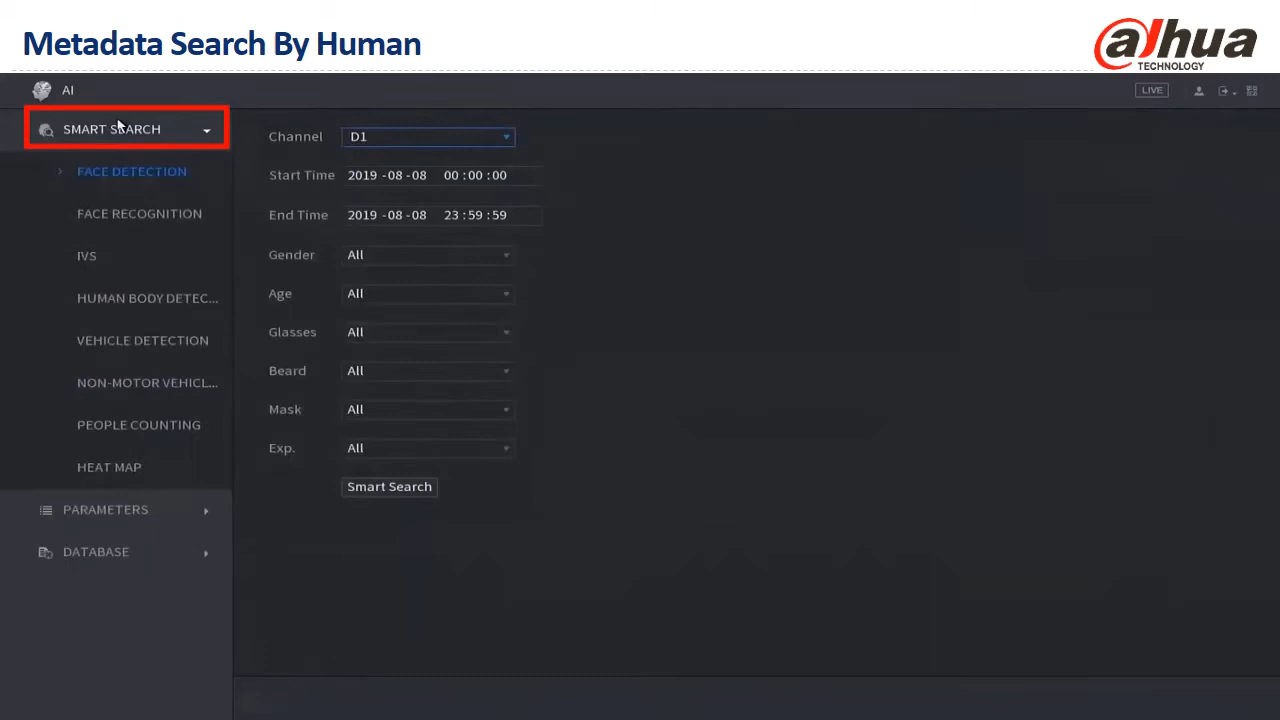 Metadata Search By Human
alhua
TECHNOLOGY
AI
LIVE
SMART SEARCH
FACE DETECTION
FACE RECOGNITION
IVS
HUMAN BODY DETEC...
VEHICLE DETECTION
NON-MOTOR VEHICL...
PEOPLE COUNTING
HEAT MAP
PARAMETERS
DATABASE
Channel D1
Start Time 2019 -08 -08 00 : 00 : 00
End Time 2019 -08 -08 23 : 59 : 59
Gender All
Age All
Glasses All
Beard All
Mask All
Exp. All
Smart Search